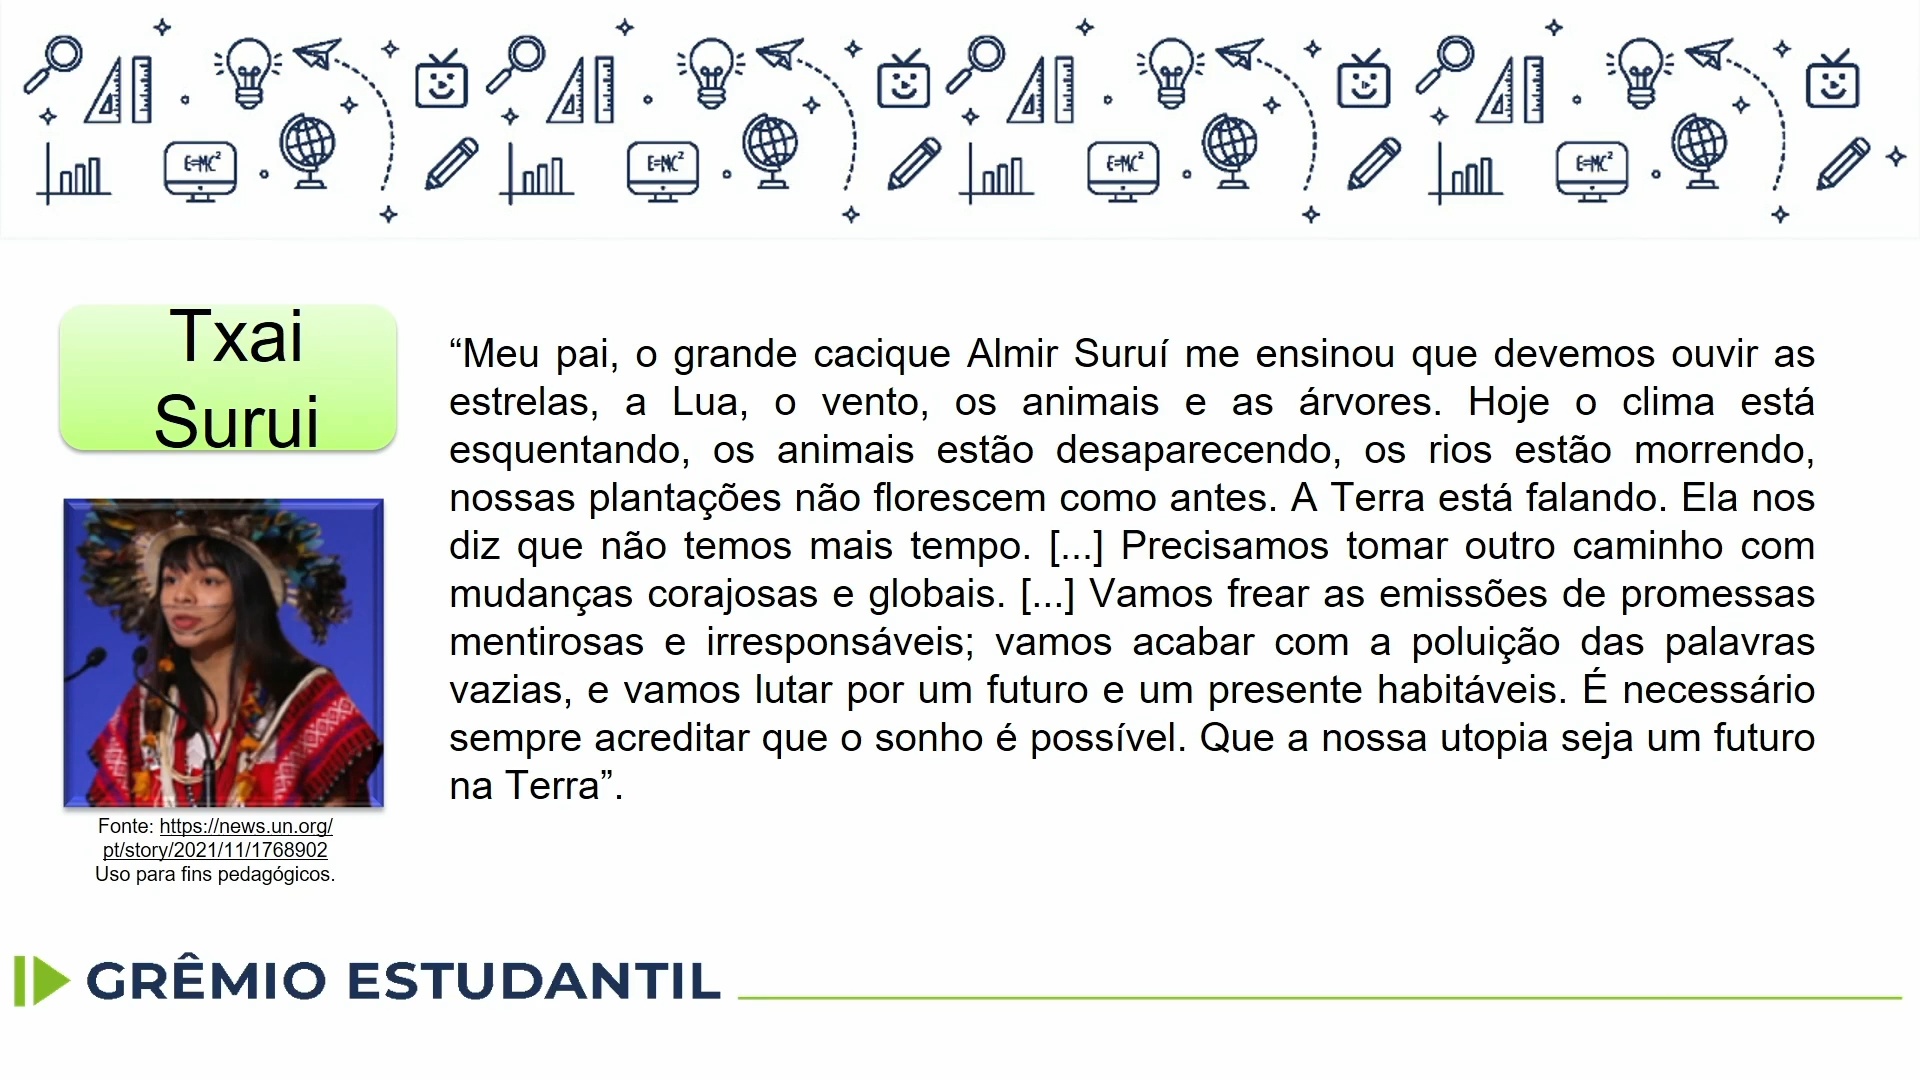 E=MC²
E=MC²
E=MC²
E=MC²
Txai
Surui
“Meu pai, o grande cacique Almir Suruí me ensinou que devemos ouvir as
estrelas, a Lua, o vento, os animais e as árvores. Hoje o clima está
esquentando, os animais estão desaparecendo, os rios estão morrendo,
nossas plantações não florescem como antes. A Terra está falando. Ela nos
diz que não temos mais tempo. [...] Precisamos tomar outro caminho com
mudanças corajosas e globais. [...] Vamos frear as emissões de promessas
mentirosas e irresponsáveis; vamos acabar com a poluição das palavras
vazias, e vamos lutar por um futuro e um presente habitáveis. É necessário
sempre acreditar que o sonho é possível. Que a nossa utopia seja um futuro
na Terra”.
Fonte: https://news.un.org/
pt/story/2021/11/1768902
Uso para fins pedagógicos.
GRÊMIO ESTUDANTIL